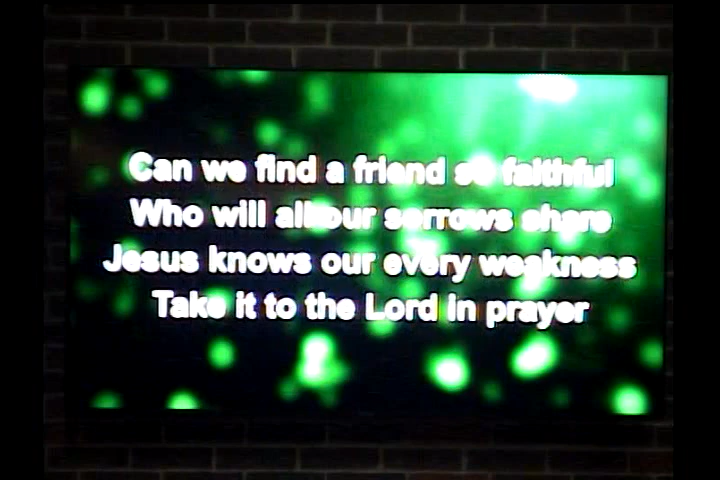 Can we find a friend so faithful
Who will all our sorrows share
Jesus knows our every weakness
Take it to the Lord in prayer